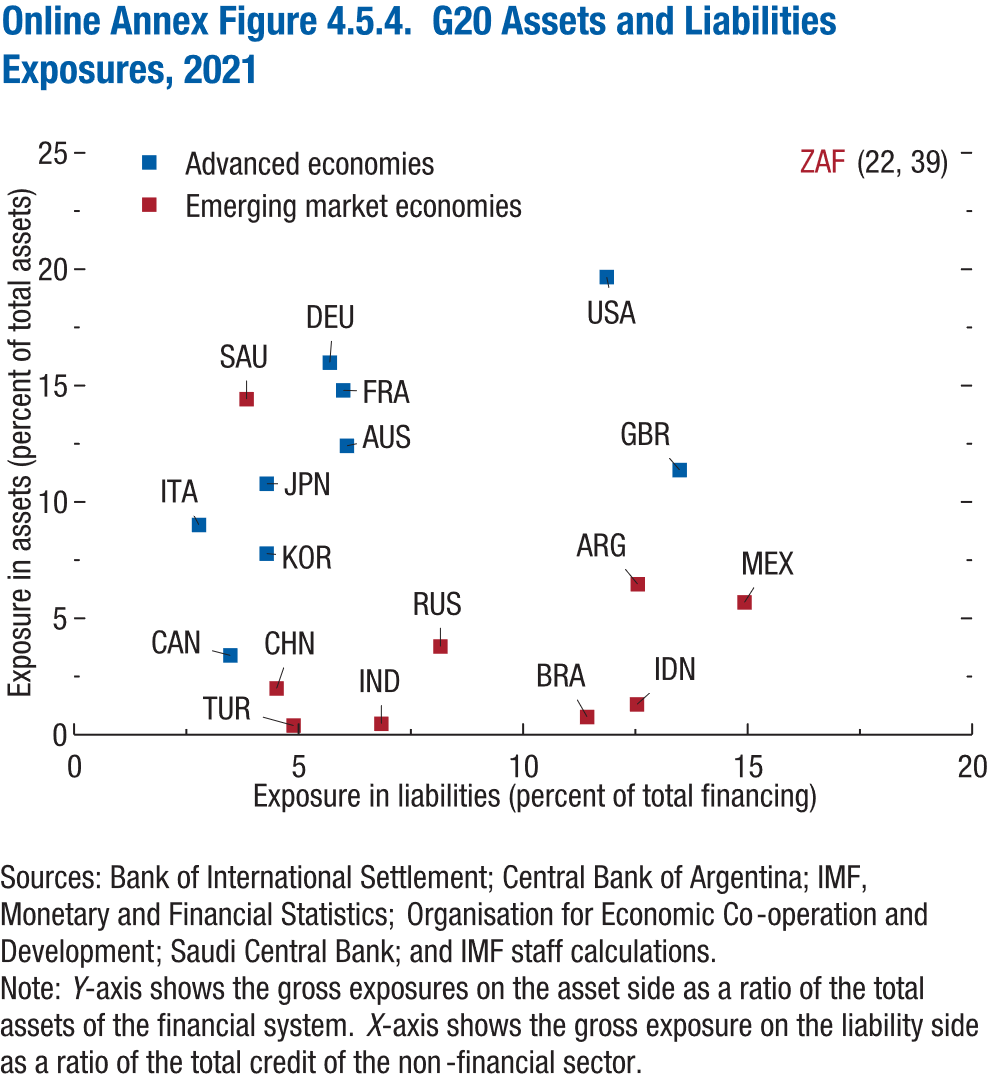 Online Annex Figure 4.5.4. G20 Assets and Liabilities
Exposures, 2021
Exposure in assets (percent of total assets)
25
20
15
10
5
0
Advanced economies
Emerging market economies
ZAF (22, 39)
USA
DEU
SAU
FRA
AUS
GBR
ITA
JPN
KOR
ARG
MEX
RUS
CAN
CHN
IND
BRA
IDN
TUR
0
5
10
15
20
Exposure in liabilities (percent of total financing)
Sources: Bank of International Settlement; Central Bank of Argentina; IMF,
Monetary and Financial Statistics; Organisation for Economic Co-operation and
Development; Saudi Central Bank; and IMF staff calculations.
Note: Y-axis shows the gross exposures on the asset side as a ratio of the total
assets of the financial system. X-axis shows the gross exposure on the liability side
as a ratio of the total credit of the non-financial sector.